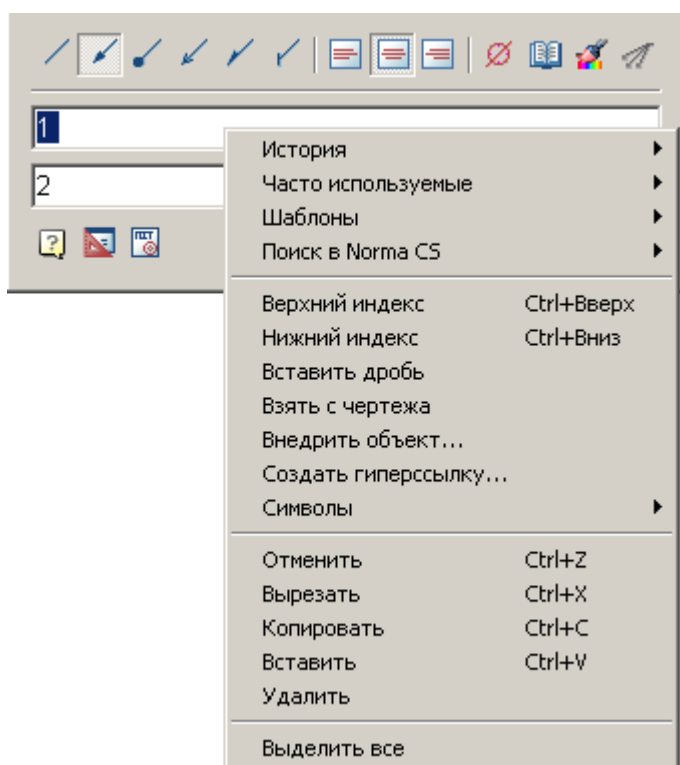 1
2
История
Часто используемые
Шаблоны
Поиск в Norma CS
Верхний индекс Ctrl+Вверх
Нижний индекс Ctrl+Вниз
Вставить дробь
Взять с чертежа
Внедрить объект...
Создать гиперссылку...
Символы
Отменить Ctrl+Z
Вырезать Ctrl+X
Копировать Ctrl+C
Вставить Ctrl+V
Удалить
Выделить все